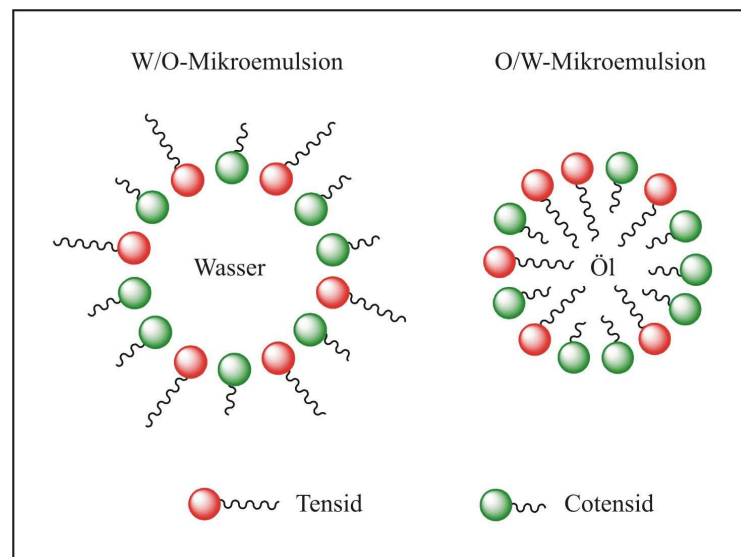 W/O-Mikroemulsion
O/W-Mikroemulsion
Wasser
Öl
Tensid
Cotensid